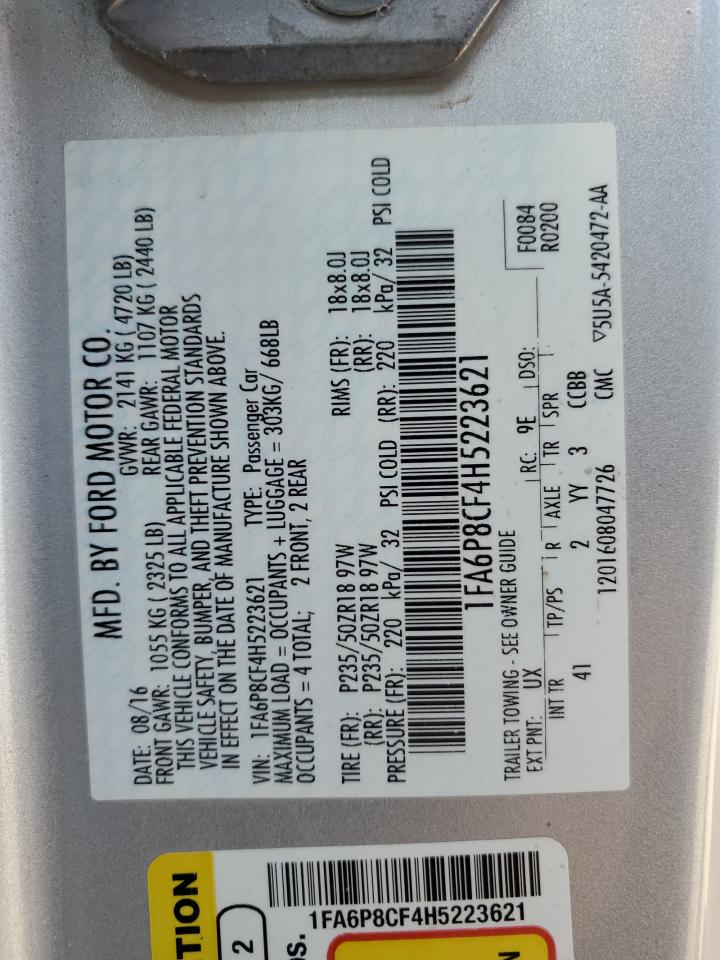 MFD. BY FORD MOTOR CO.
DATE: 08/16 GVWR: 2141 KG ( 4720 LB)
FRONT GAWR: 1055 KG ( 2325 LB) REAR GAWR: 1107 KG ( 2440 LB)
THIS VEHICLE CONFORMS TO ALL APPLICABLE FEDERAL MOTOR
VEHICLE SAFETY, BUMPER, AND THEFT PREVENTION STANDARDS
IN EFFECT ON THE DATE OF MANUFACTURE SHOWN ABOVE.
VIN: 1FA6P8CF4H5223621 TYPE: Passenger Car
MAXIMUM LOAD = OCCUPANTS + LUGGAGE = 303KG/ 668LB
OCCUPANTS = 4 TOTAL; 2 FRONT, 2 REAR
TIRE (FR): P235/50ZR18 97W RIMS (FR): 18x8.0J
(RR): P235/50ZR18 97W (RR): 18x8.0J
PRESSURE (FR): 220 kPa/ 32 PSI COLD (RR): 220 kPa/ 32 PSI COLD
1FA6P8CF4H5223621
TRAILER TOWING - SEE OWNER GUIDE F0084
EXT PNT: UX RC: 9E DSO: R0200
INT TR TP/PS R AXLE TR SPR
41 2 YY 3 CCBB
1201608047726 CMC ▽5U5A-5420472-AA
1FA6P8CF4H5223621
2